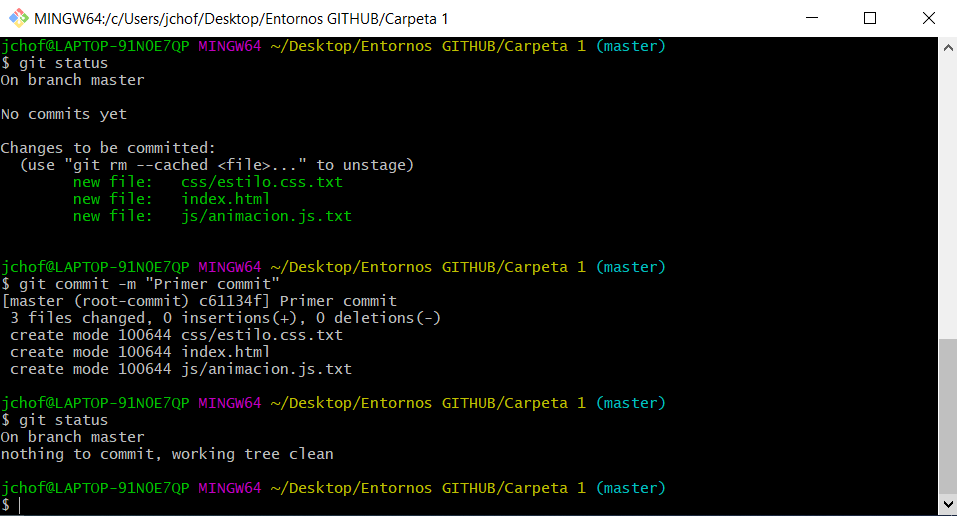 MINGW64:/c/Users/jchof/Desktop/Entornos GITHUB/Carpeta 1
jchof@LAPTOP-91NOE7QP MINGW64 ~/Desktop/Entornos GITHUB/Carpeta 1 (master)
$ git status
On branch master
No commits yet
Changes to be committed:
  (use "git rm --cached <file>..." to unstage)
        new file:   css/estilo.css.txt
        new file:   index.html
        new file:   js/animacion.js.txt
jchof@LAPTOP-91NOE7QP MINGW64 ~/Desktop/Entornos GITHUB/Carpeta 1 (master)
$ git commit -m "Primer commit"
[master (root-commit) c61134f] Primer commit
 3 files changed, 0 insertions(+), 0 deletions(-)
 create mode 100644 css/estilo.css.txt
 create mode 100644 index.html
 create mode 100644 js/animacion.js.txt
jchof@LAPTOP-91NOE7QP MINGW64 ~/Desktop/Entornos GITHUB/Carpeta 1 (master)
$ git status
On branch master
nothing to commit, working tree clean
jchof@LAPTOP-91NOE7QP MINGW64 ~/Desktop/Entornos GITHUB/Carpeta 1 (master)
$